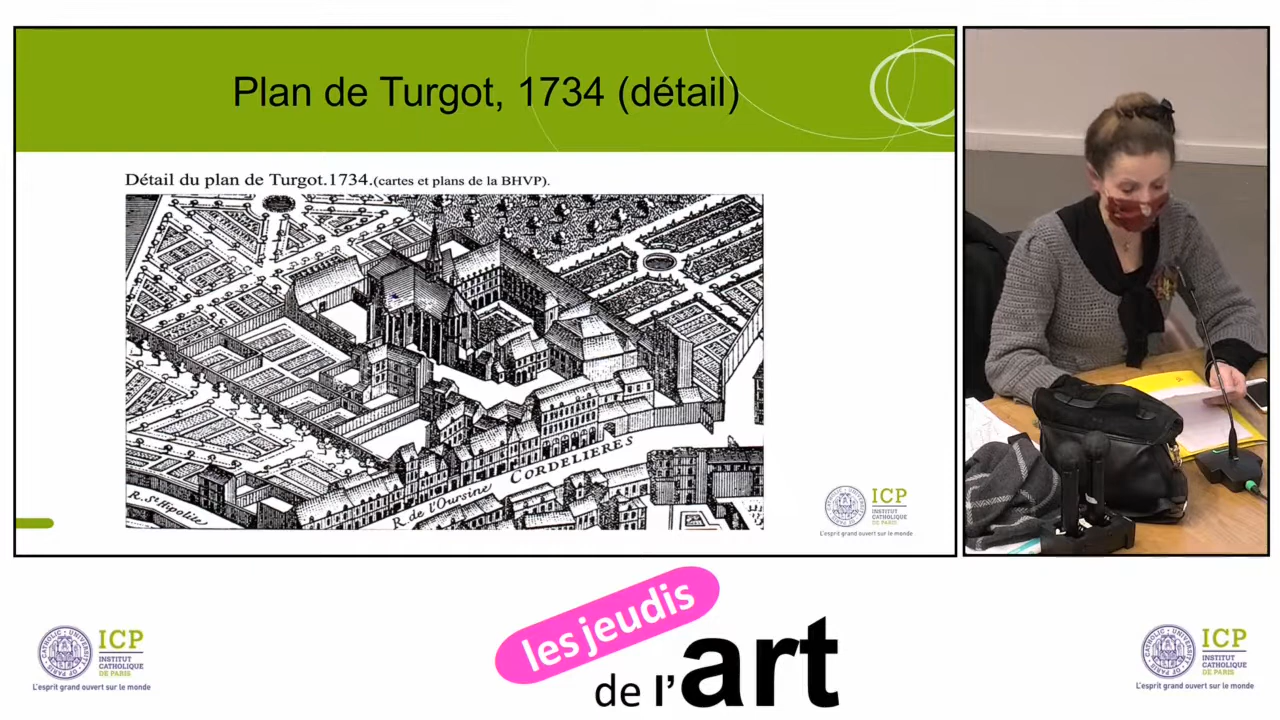 Plan de Turgot, 1734 (détail)
Détail du plan de Turgot.1734.(cartes et plans de la BHVP).
R. St Hipolite
R. de l'Oursine
CORDELIERES
ICP
INSTITUT
CATHOLIQUE
DE PARIS
L'esprit grand ouvert sur le monde
les jeudis
de l'art
ICP
INSTITUT
CATHOLIQUE
DE PARIS
L'esprit grand ouvert sur le monde
ICP
INSTITUT
CATHOLIQUE
DE PARIS
L'esprit grand ouvert sur le monde